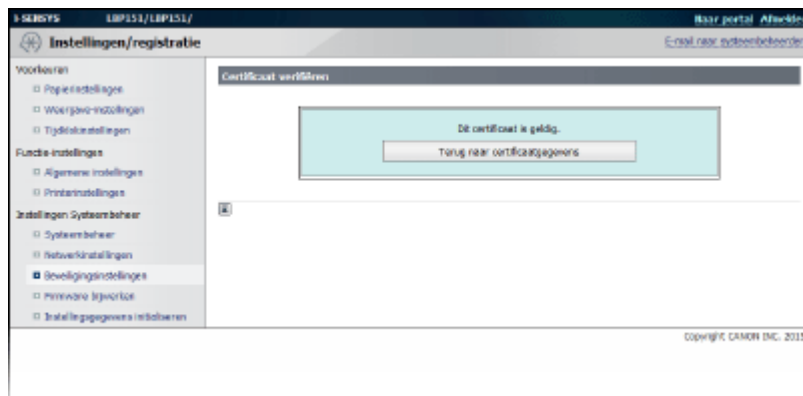 i-SENSYS LBP151/LBP151/ Naar portal Afmelden
Instellingen/registratie E-mail naar systeembeheerder
Voorkeuren
Papierinstellingen
Weergave-instellingen
Tijdklokinstellingen
Functie-instellingen
Algemene instellingen
Printerinstellingen
Instellingen Systeembeheer
Systeembeheer
Netwerkinstellingen
Beveiligingsinstellingen
Firmware bijwerken
Instellingsgegevens initialiseren
Certificaat verifiëren
Dit certificaat is geldig.
Terug naar certificaatgegevens
Copyright CANON INC. 2015